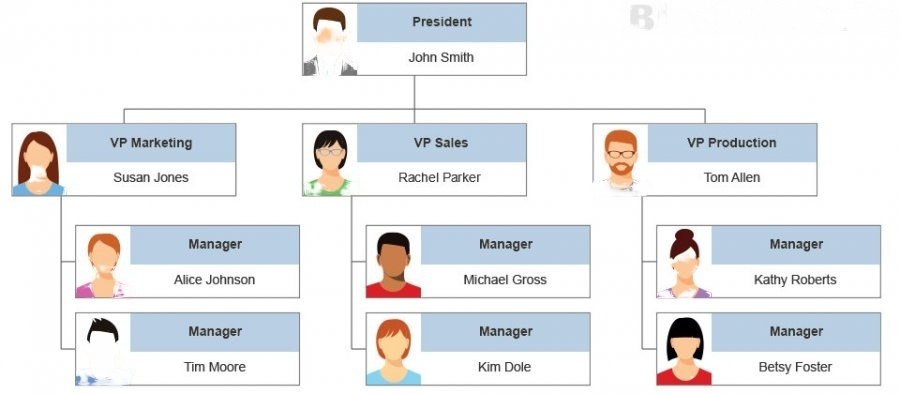 President
John Smith
VP Marketing
Susan Jones
VP Sales
Rachel Parker
VP Production
Tom Allen
Manager
Alice Johnson
Manager
Michael Gross
Manager
Kathy Roberts
Manager
Tim Moore
Manager
Kim Dole
Manager
Betsy Foster